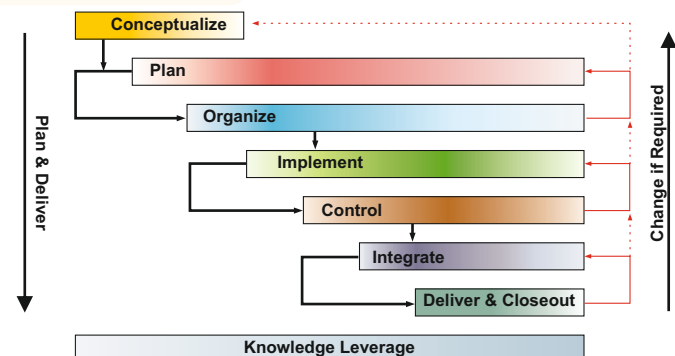 Conceptualize
Plan
Organize
Implement
Control
Integrate
Deliver & Closeout
Knowledge Leverage
Plan & Deliver
Change if Required